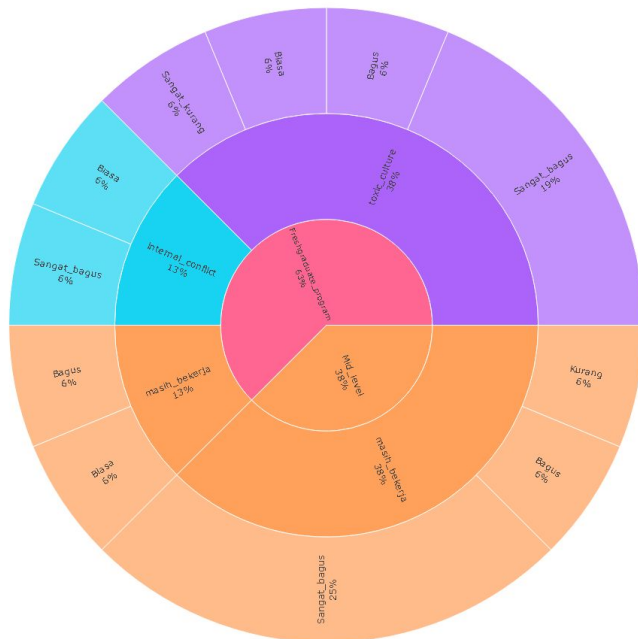 Biasa
6%
Bagus
6%
Sangat_kurang
6%
Sangat_bagus
19%
toxic_culture
38%
Biasa
6%
Internal_conflict
13%
Sangat_bagus
6%
Freshgraduate_program
63%
Mid_level
38%
Bagus
6%
masih_bekerja
13%
Biasa
6%
masih_bekerja
38%
Kurang
6%
Bagus
6%
Sangat_bagus
25%